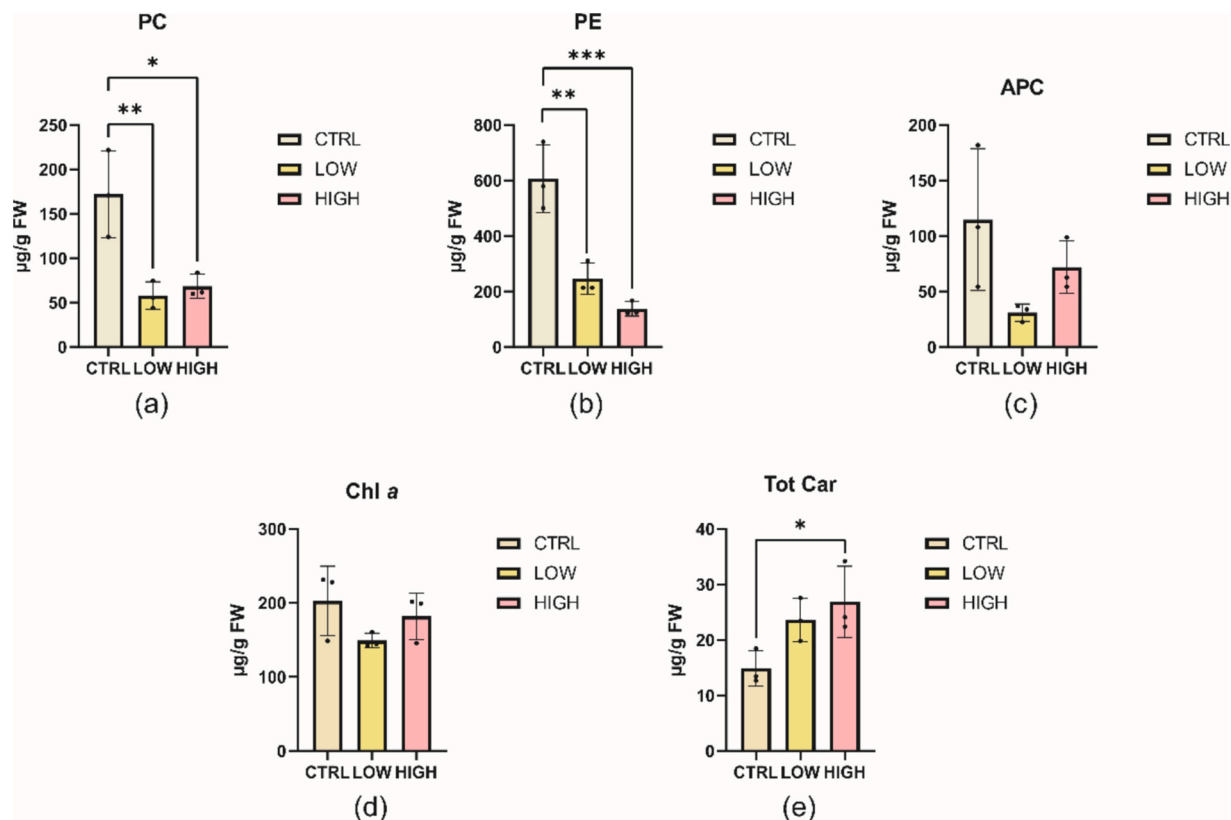 PC
*
**
250
200
150
100
50
0
µg/g FW
CTRL LOW HIGH
CTRL
LOW
HIGH
(a)
PE
***
**
800
600
400
200
0
µg/g FW
CTRL LOW HIGH
CTRL
LOW
HIGH
(b)
APC
200
150
100
50
0
µg/g FW
CTRL LOW HIGH
CTRL
LOW
HIGH
(c)
Chl a
300
200
100
0
µg/g FW
CTRL LOW HIGH
CTRL
LOW
HIGH
(d)
Tot Car
*
40
30
20
10
0
µg/g FW
CTRL LOW HIGH
CTRL
LOW
HIGH
(e)